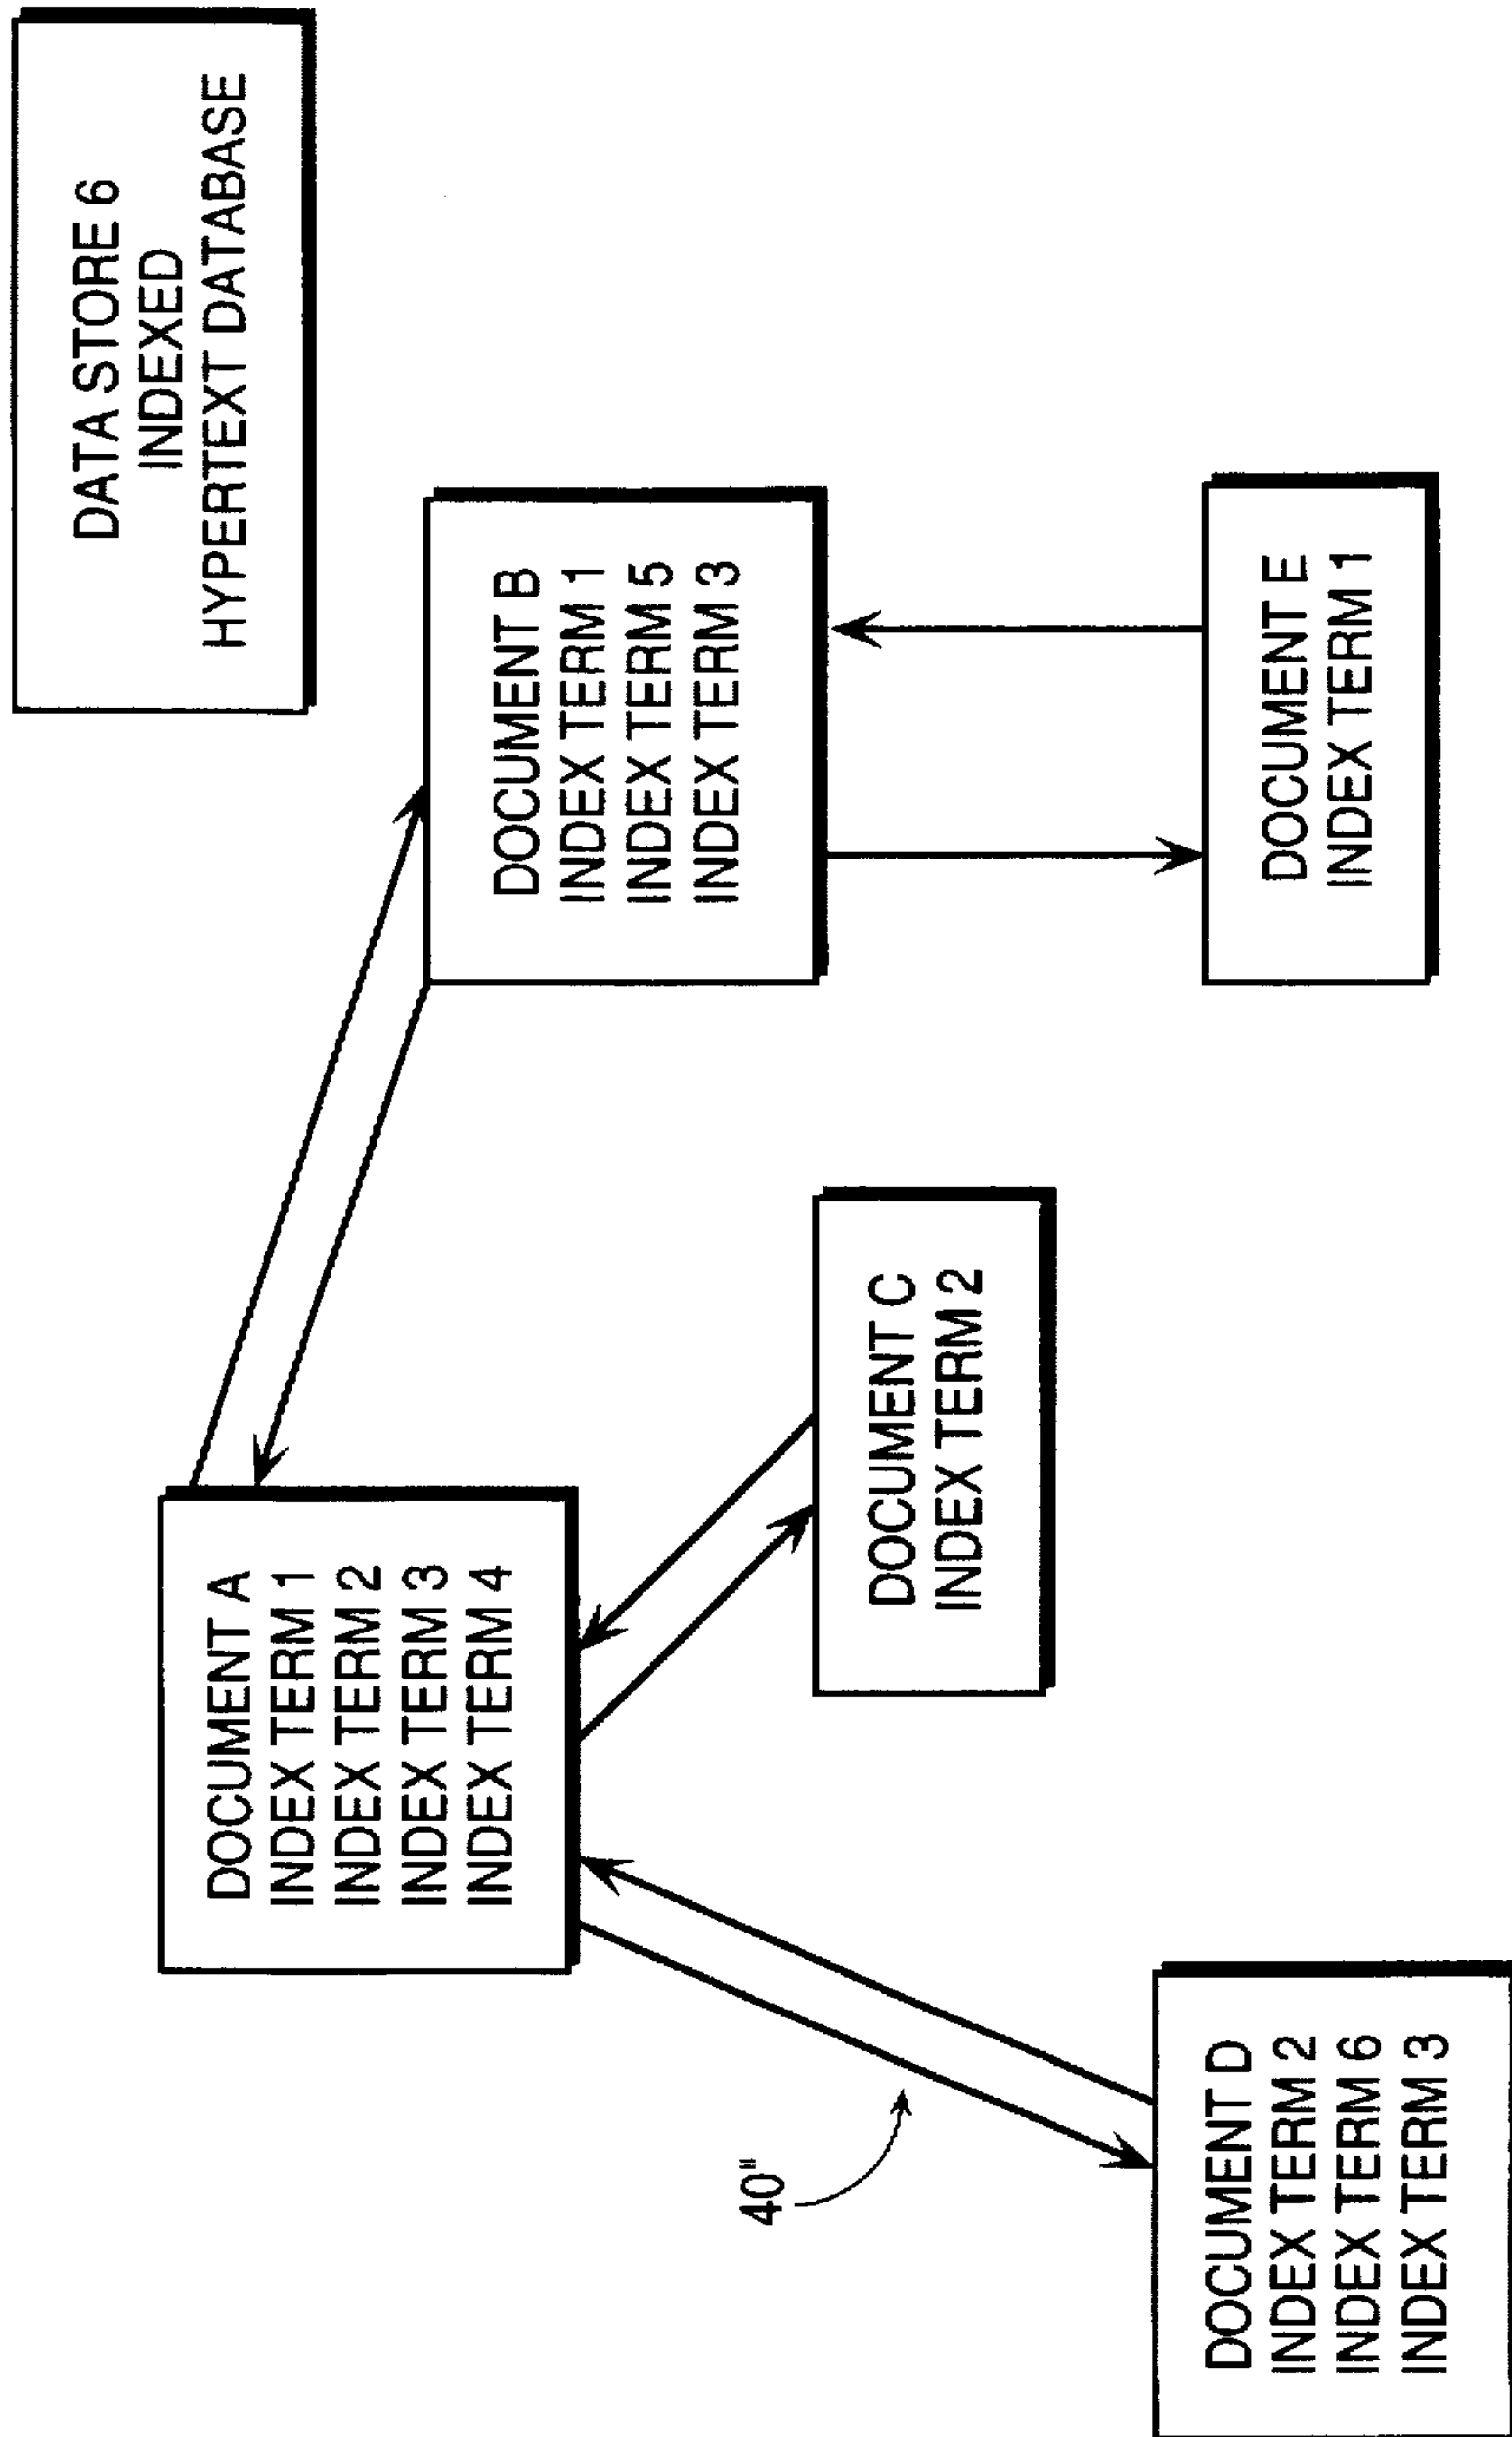 DATA STORE 6
INDEXED
HYPERTEXT DATABASE
DOCUMENT A
INDEX TERM 1
INDEX TERM 2
INDEX TERM 3
INDEX TERM 4
DOCUMENT B
INDEX TERM 1
INDEX TERM 5
INDEX TERM 3
40"
DOCUMENT C
INDEX TERM 2
DOCUMENT D
INDEX TERM 2
INDEX TERM 6
INDEX TERM 3
DOCUMENT E
INDEX TERM 1